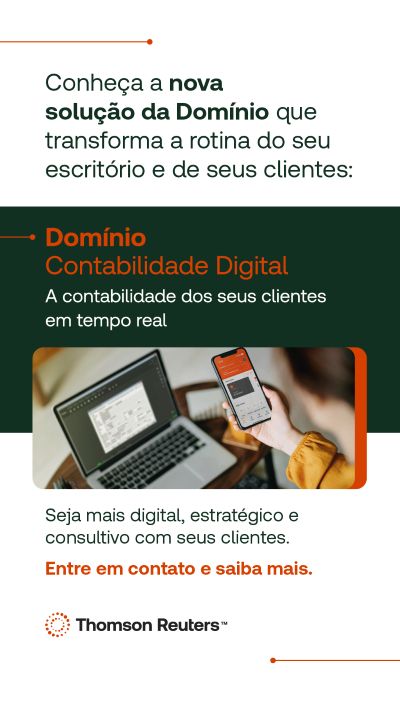 Conheça a nova
solução da Domínio que
transforma a rotina do seu
escritório e de seus clientes:
Domínio
Contabilidade Digital
A contabilidade dos seus clientes
em tempo real
Seja mais digital, estratégico e
consultivo com seus clientes.
Entre em contato e saiba mais.
Thomson Reuters™